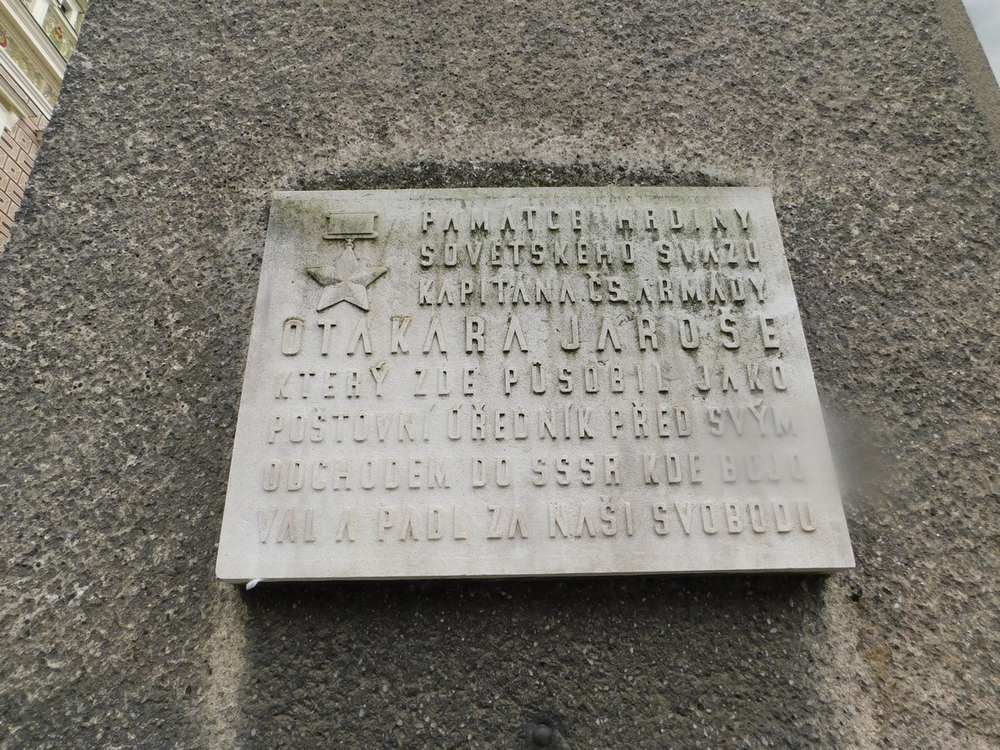 PAMÁTCE HRDINY
SOVĚTSKÉHO SVAZU
KAPITÁNA ČS. ARMÁDY
OTAKARA JAROŠE
KTERÝ ZDE PŮSOBIL JAKO
POŠTOVNÍ ÚŘEDNÍK PŘED SVÝM
ODCHODEM DO SSSR KDE BOJO
VAL A PADL ZA NAŠI SVOBODU